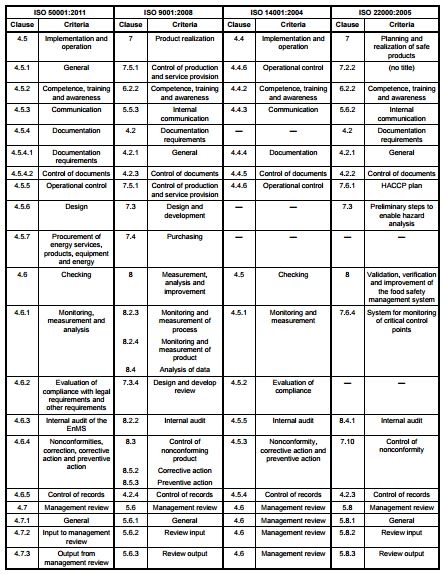 ISO 50001:2011 ISO 9001:2008 ISO 14001:2004 ISO 22000:2005
Clause Criteria Clause Criteria Clause Criteria Clause Criteria
4.5 Implementation and operation 7 Product realization 4.4 Implementation and operation 7 Planning and realization of safe products
4.5.1 General 7.5.1 Control of production and service provision 4.4.6 Operational control 7.2.2 (no title)
4.5.2 Competence, training and awareness 6.2.2 Competence, training and awareness 4.4.2 Competence, training and awareness 6.2.2 Competence, training and awareness
4.5.3 Communication 5.5.3 Internal communication 4.4.3 Communication 5.6.2 Internal communication
4.5.4 Documentation 4.2 Documentation requirements — — 4.2 Documentation requirements
4.5.4.1 Documentation requirements 4.2.1 General 4.4.4 Documentation 4.2.1 General
4.5.4.2 Control of documents 4.2.3 Control of documents 4.4.5 Control of documents 4.2.2 Control of documents
4.5.5 Operational control 7.5.1 Control of production and service provision 4.4.6 Operational control 7.6.1 HACCP plan
4.5.6 Design 7.3 Design and development — — 7.3 Preliminary steps to enable hazard analysis
4.5.7 Procurement of energy services, products, equipment and energy 7.4 Purchasing — — — —
4.6 Checking 8 Measurement, analysis and improvement 4.5 Checking 8 Validation, verification and improvement of the food safety management system
4.6.1 Monitoring, measurement and analysis 8.2.3 Monitoring and measurement of process 4.5.1 Monitoring and measurement 7.6.4 System for monitoring of critical control points
8.2.4 Monitoring and measurement of product
8.4 Analysis of data
4.6.2 Evaluation of compliance with legal requirements and other requirements 7.3.4 Design and develop review 4.5.2 Evaluation of compliance — —
4.6.3 Internal audit of the EnMS 8.2.2 Internal audit 4.5.5 Internal audit 8.4.1 Internal audit
4.6.4 Nonconformities, correction, corrective action and preventive action 8.3 Control of nonconforming product 4.5.3 Nonconformity, corrective action and preventive action 7.10 Control of nonconformity
8.5.2 Corrective action
8.5.3 Preventive action
4.6.5 Control of records 4.2.4 Control of records 4.5.4 Control of records 4.2.3 Control of records
4.7 Management review 5.6 Management review 4.6 Management review 5.8 Management review
4.7.1 General 5.6.1 General 4.6 Management review 5.8.1 General
4.7.2 Input to management review 5.6.2 Review input 4.6 Management review 5.8.2 Review input
4.7.3 Output from management review 5.6.3 Review output 4.6 Management review 5.8.3 Review output